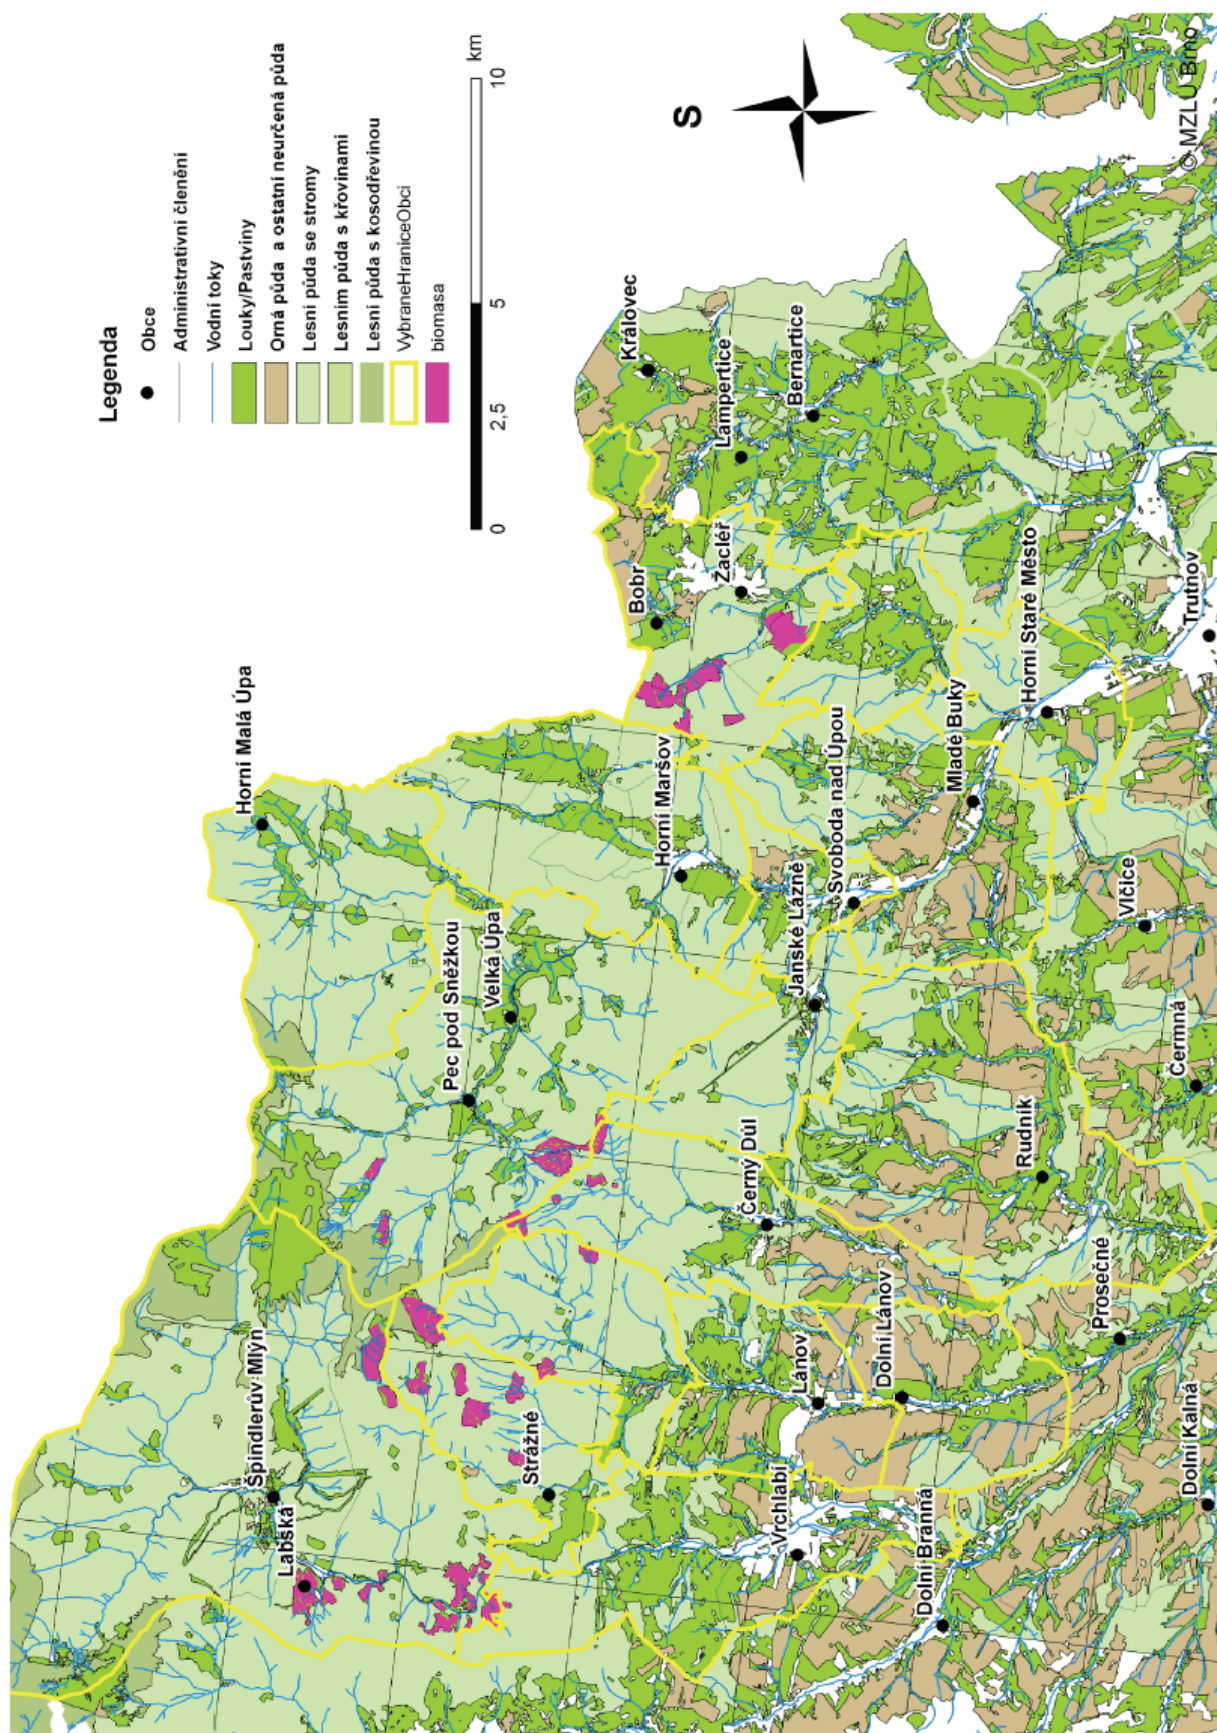 Legenda
Obce
Administrativní členění
Vodní toky
Louky/Pastviny
Orná půda a ostatní neurčená půda
Lesní půda se stromy
Lesním půda s křovinami
Lesní půda s kosodřevinou
VybraneHraniceObcí
biomasa
0
2,5
5
10
km
S
Horní Malá Úpa
Špindlerův Mlýn
Labská
Pec pod Sněžkou
Velká Úpa
Strážné
Horní Maršov
Bobr
Královec
Žacléř
Lampertice
Bernartice
Černý Důl
Janské Lázně
Svoboda nad Úpou
Vrchlabí
Lánov
Dolní Lánov
Mladé Buky
Horní Staré Město
Dolní Branná
Rudník
Prosečné
Vlčice
Čermná
Dolní Kalná
Trutnov
© MZLU Brno